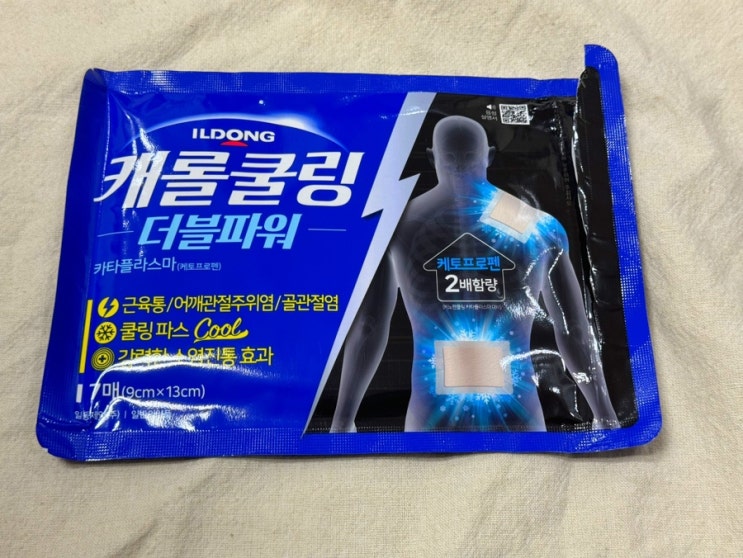 ILDONG
캐롤쿨링
더블파워
카타플라스마(케토프로펜)
근육통/어깨관절주위염/골관절염
쿨링 파스 Cool
소염진통 효과
7매(9cm×13cm)
케토프로펜
2배함량